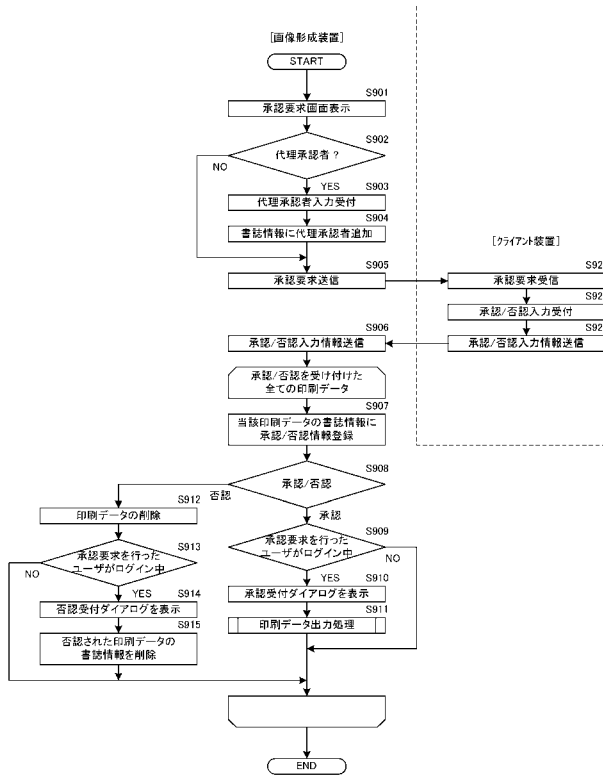 [画像形成装置]
START
S901
承認要求画面表示
S902
代理承認者？
NO
YES
S903
代理承認者入力受付
S904
書誌情報に代理承認者追加
[クライアント装置]
S905
承認要求送信
S92
承認要求受信
S92
承認/否認入力受付
S92
承認/否認入力情報送信
S906
承認/否認入力情報送信
承認/否認を受け付けた
全ての印刷データ
S907
当該印刷データの書誌情報に
承認/否認情報登録
S908
承認/否認
否認
承認
S912
印刷データの削除
S913
承認要求を行った
ユーザがログイン中
NO
YES
S914
否認受付ダイアログを表示
S915
否認された印刷データの
書誌情報を削除
S909
承認要求を行った
ユーザがログイン中
NO
YES
S910
承認受付ダイアログを表示
S911
印刷データ出力処理
END